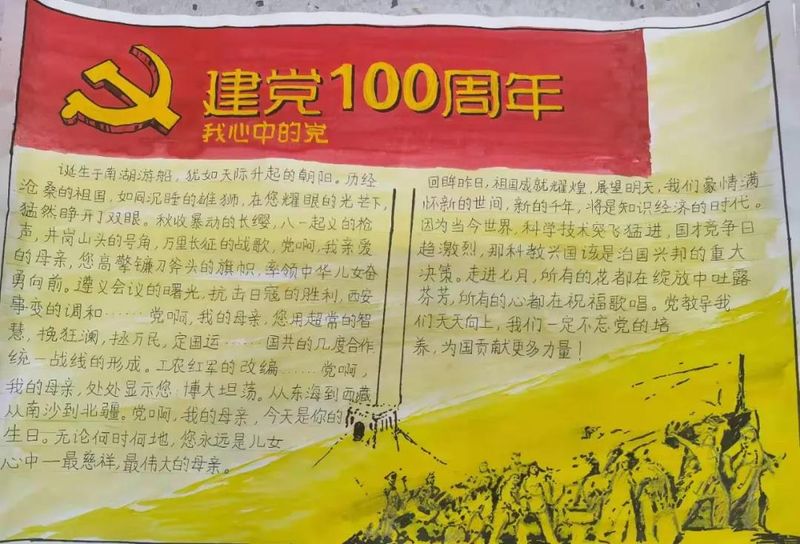 建党100周年
我心中的党
诞生于南湖游船，犹如天际升起的朝阳。历经
沧桑的祖国，如同沉睡的雄狮，在您耀眼的光芒下，
猛然睁开了双眼。秋收暴动的长缨，八一起义的枪
声，井岗山头的号角，万里长征的战歌，党啊，我亲爱
的母亲，您高擎镰刀斧头的旗帜，率领中华儿女奋
勇向前。遵义会议的曙光，抗击日冠的胜利，西安
事变的调和……党啊，我的母亲，您用超常的智
慧，挽狂澜，拯万民，定国运……国共的几度合作
统一战线的形成。工农红军的改编……党啊，
我的母亲，处处显示您博大坦荡。从东海到西藏
从南沙到北疆。党啊，我的母亲，今天是你的
生日。无论何时何地，您永远是儿女
心中一最慈祥，最伟大的母亲。
回眸昨日，祖国成就耀煌，展望明天，我们豪情满
怀新的世间，新的千年，将是知识经济的时代。
因为当今世界，科学技术突飞猛进，国才竞争日
趋激烈，那科教兴国该是治国兴邦的重大
决策。走进七月，所有的花都在绽放中吐露
芬芳，所有的心都在祝福歌唱。党教导我
们天天向上，我们一定不忘党的培
养，为国贡献更多力量！